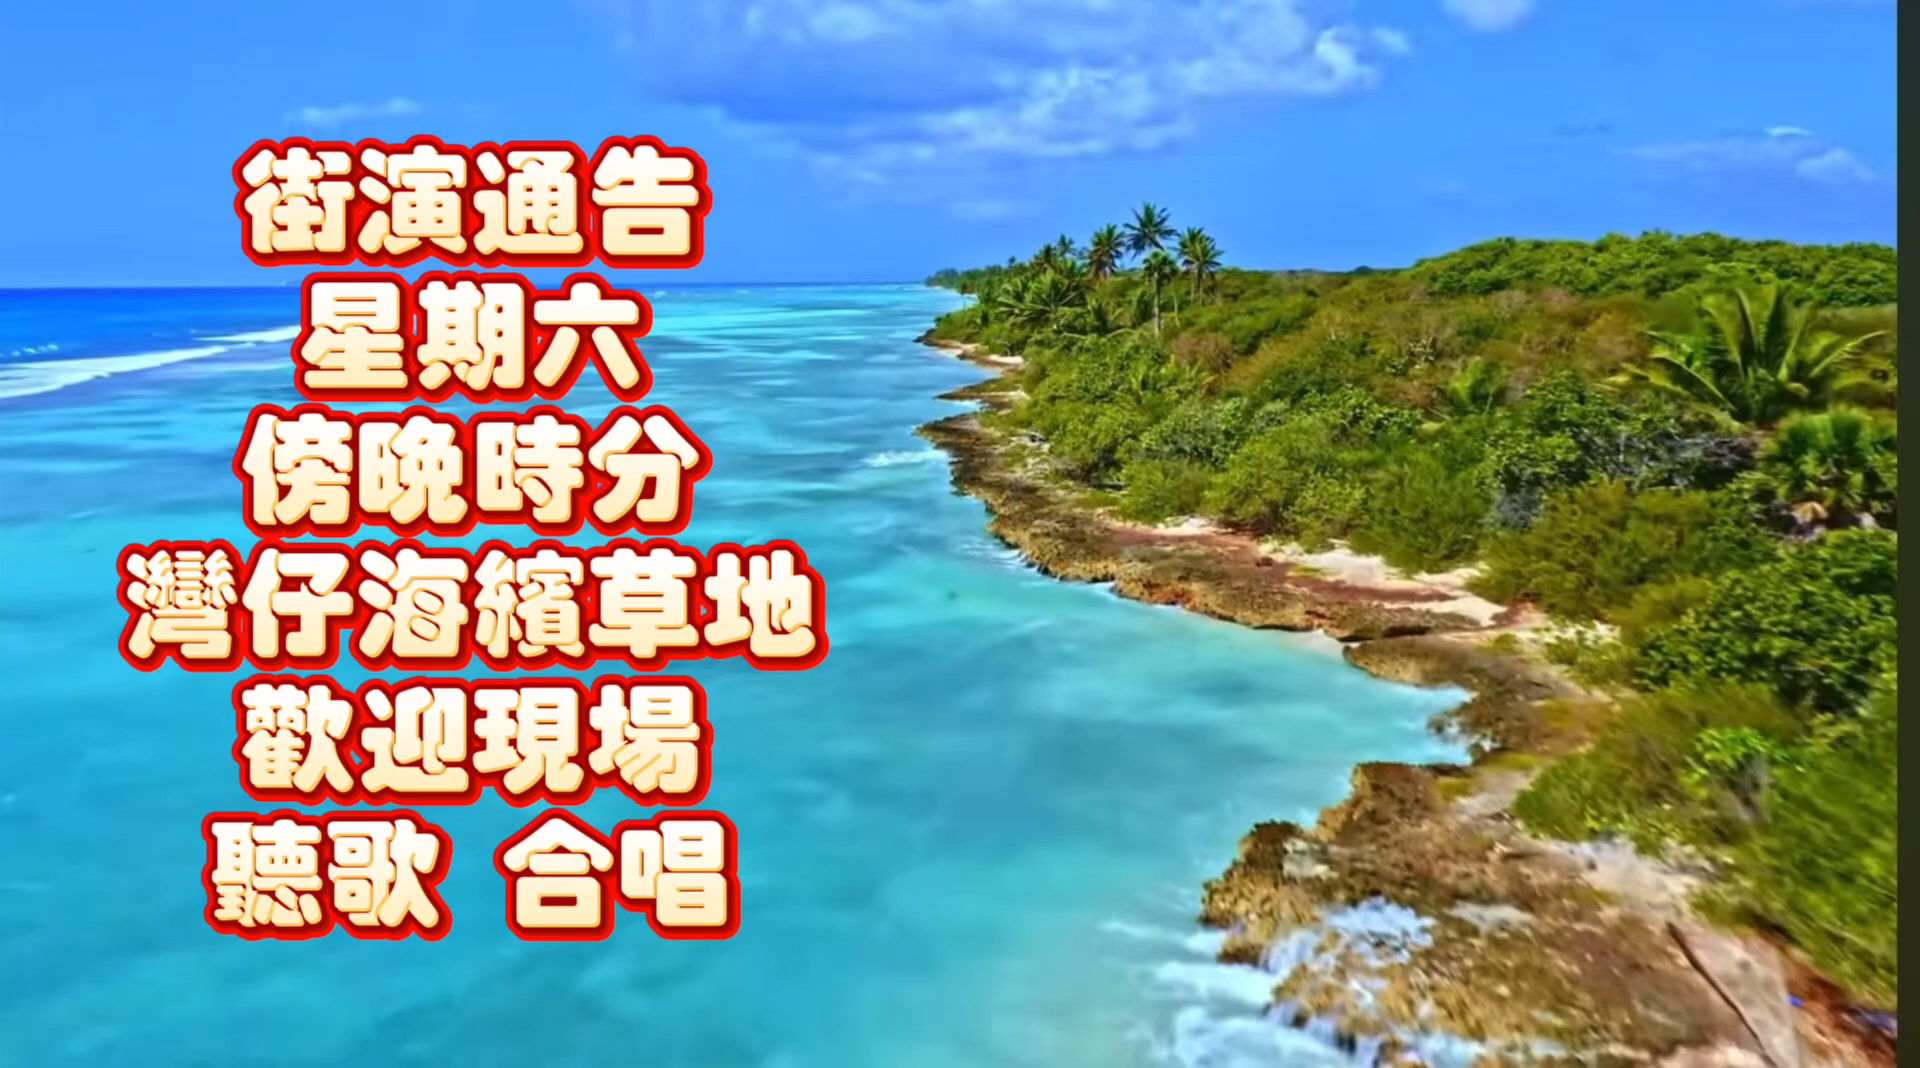 街演通告
星期六
傍晚時分
灣仔海繽草地
歡迎現場
聽歌 合唱